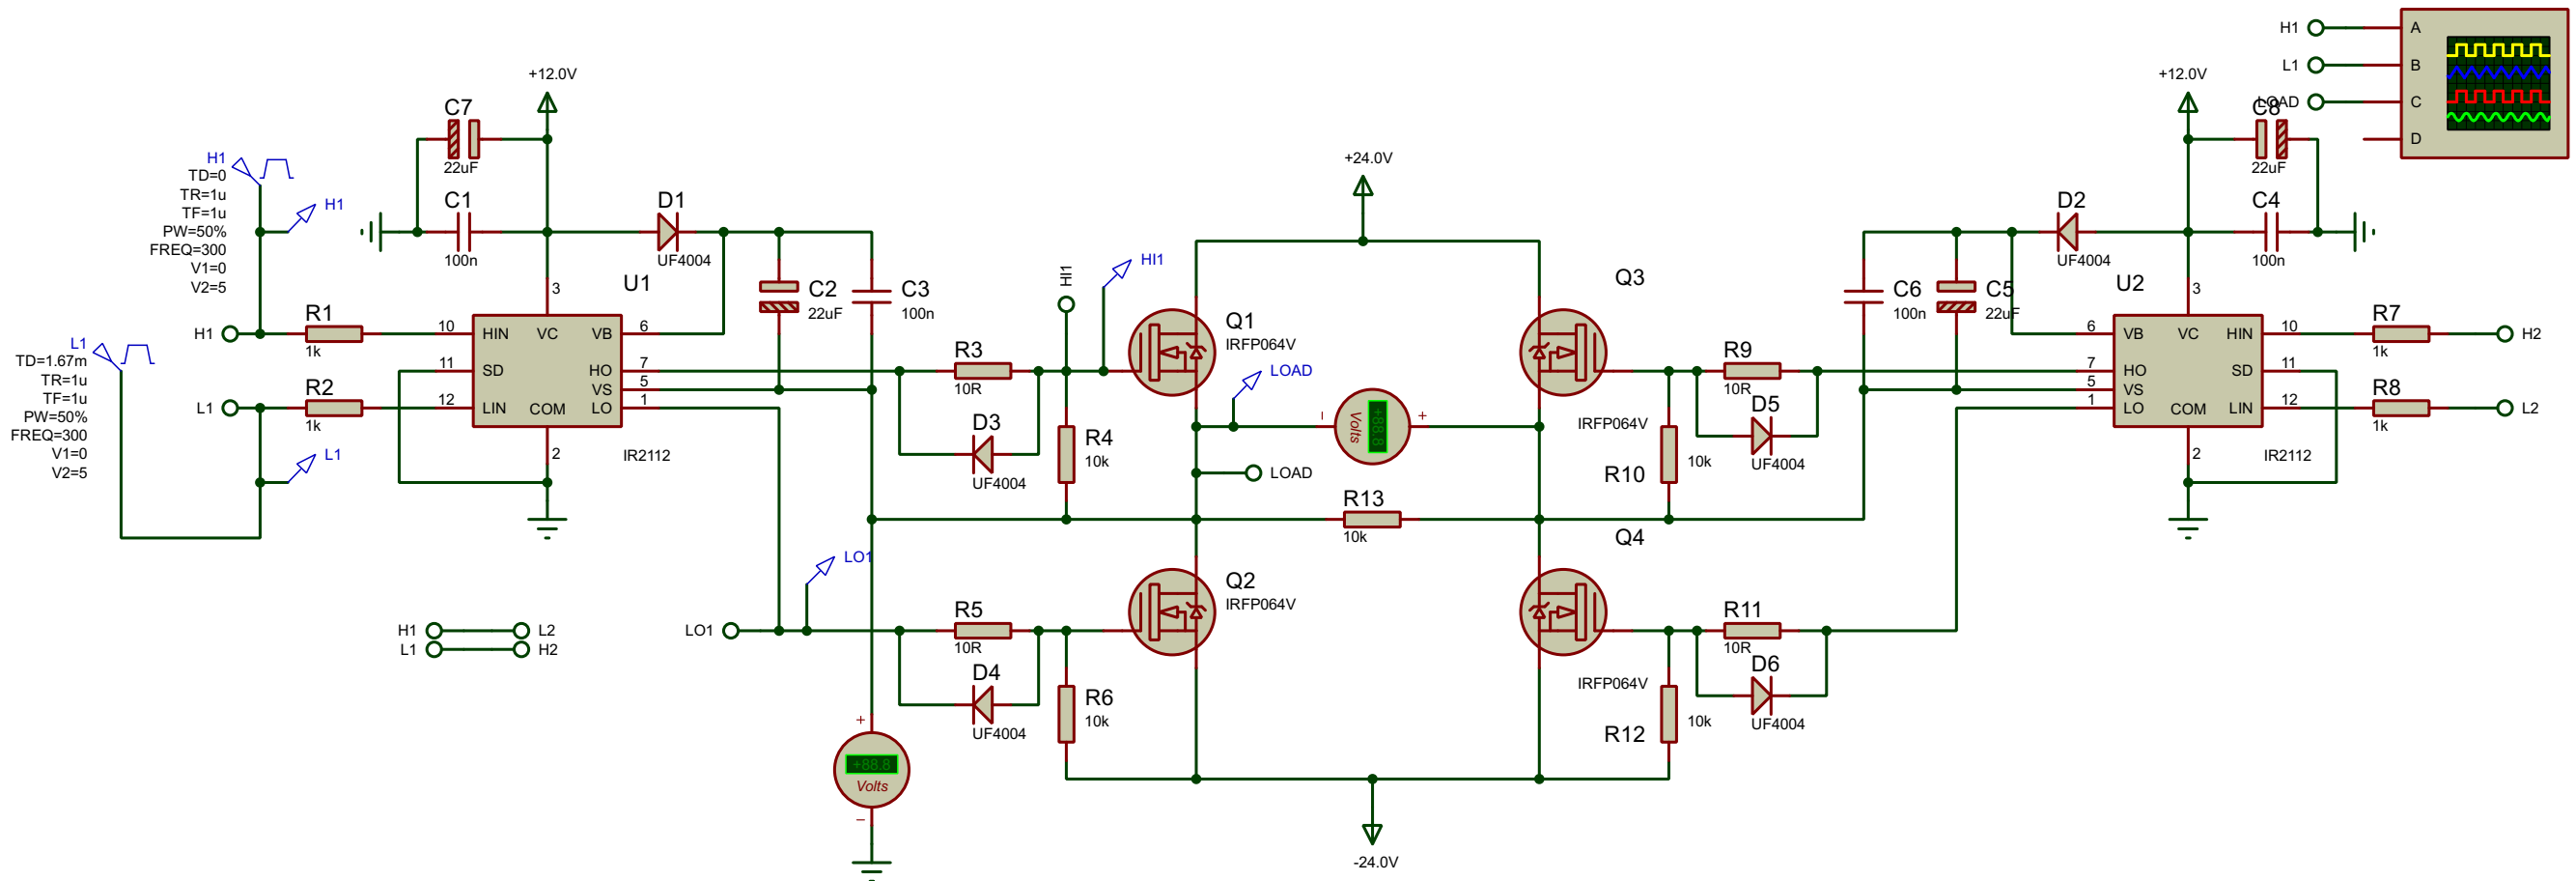 H1
TD=0
TR=1u
TF=1u
PW=50%
FREQ=300
V1=0
V2=5
H1
L1
TD=1.67m
TR=1u
TF=1u
PW=50%
FREQ=300
V1=0
V2=5
L1
H1
L1
R1
1k
R2
1k
C7
22uF
C1
100n
+12.0V
D1
UF4004
U1
3
10
11
12
HIN
SD
LIN
VC
COM
VB
HO
VS
LO
6
7
5
1
2
IR2112
C2
22uF
C3
100n
R3
10R
D3
UF4004
HI1
HI1
R4
10k
Q1
IRFP064V
+24.0V
LOAD
LOAD
Volts
+88.8
R13
10k
Q3
IRFP064V
R9
10R
D5
UF4004
R10
10k
Q4
IRFP064V
R11
10R
D6
UF4004
R12
10k
Q2
IRFP064V
LO1
LO1
R5
10R
D4
UF4004
R6
10k
+88.8
Volts
-24.0V
H1
L2
L1
H2
C6
100n
C5
22uF
D2
UF4004
+12.0V
C8
22uF
C4
100n
U2
3
6
7
5
1
VB
HO
VS
LO
VC
COM
HIN
SD
LIN
10
11
12
2
IR2112
R7
1k
R8
1k
H2
L2
H1
L1
LOAD
A
B
C
D